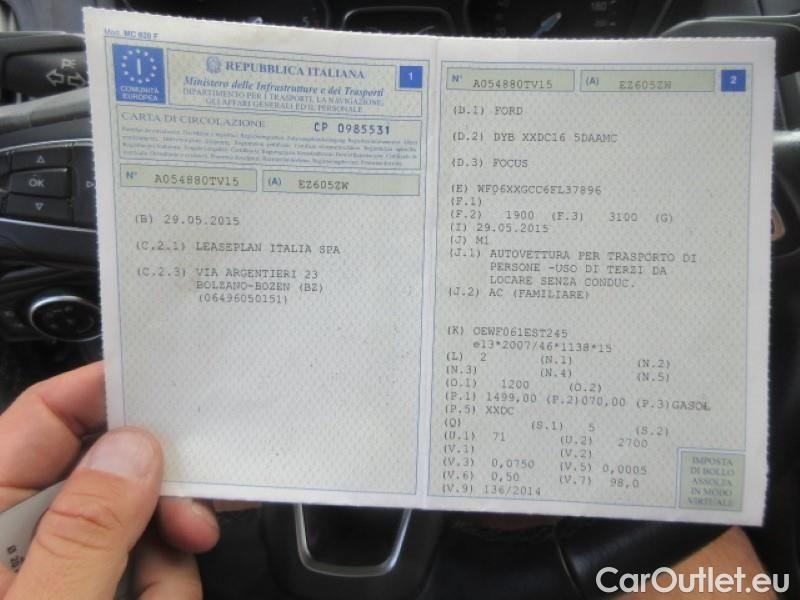 Mod. MC 820 F
COMUNITÀ
EUROPEA
I
REPUBBLICA ITALIANA
1
Ministero delle Infrastrutture e dei Trasporti
DIPARTIMENTO PER I TRASPORTI, LA NAVIGAZIONE,
GLI AFFARI GENERALI ED IL PERSONALE
CARTA DI CIRCOLAZIONE
CP 0985531
N° A054880TV15 (A) EZ605ZW
(B) 29.05.2015
(C.2.1) LEASEPLAN ITALIA SPA
(C.2.3) VIA ARGENTIERI 23
BOLZANO-BOZEN (BZ)
(06496050151)
N° A054880TV15 (A) EZ605ZW 2
(D.1) FORD
(D.2) DYB XXDC16 5DAAMC
(D.3) FOCUS
(E) WF06XXGCC6FL37896
(F.1)
(F.2) 1900 (F.3) 3100 (G)
(I) 29.05.2015
(J) M1
(J.1) AUTOVETTURA PER TRASPORTO DI
PERSONE -USO DI TERZI DA
LOCARE SENZA CONDUC.
(J.2) AC (FAMILIARE)
(K) OEWF061EST245
e13*2007/46*1138*15
(L) 2 (N.1) (N.2)
(N.3) (N.4) (N.5)
(O.1) 1200 (O.2)
(P.1) 1499,00 (P.2)070,00 (P.3)GASOL
(P.5) XXDC
(Q) (S.1) 5 (S.2)
(U.1) 71 (U.2) 2700
(V.1) (V.2)
(V.3) 0,0750 (V.5) 0,0005
(V.6) 0,50 (V.7) 98,0
(V.9) 136/2014
IMPOSTA
DI BOLLO
ASSOLTA
IN MODO
VIRTUALE
OK
CarOutlet.eu